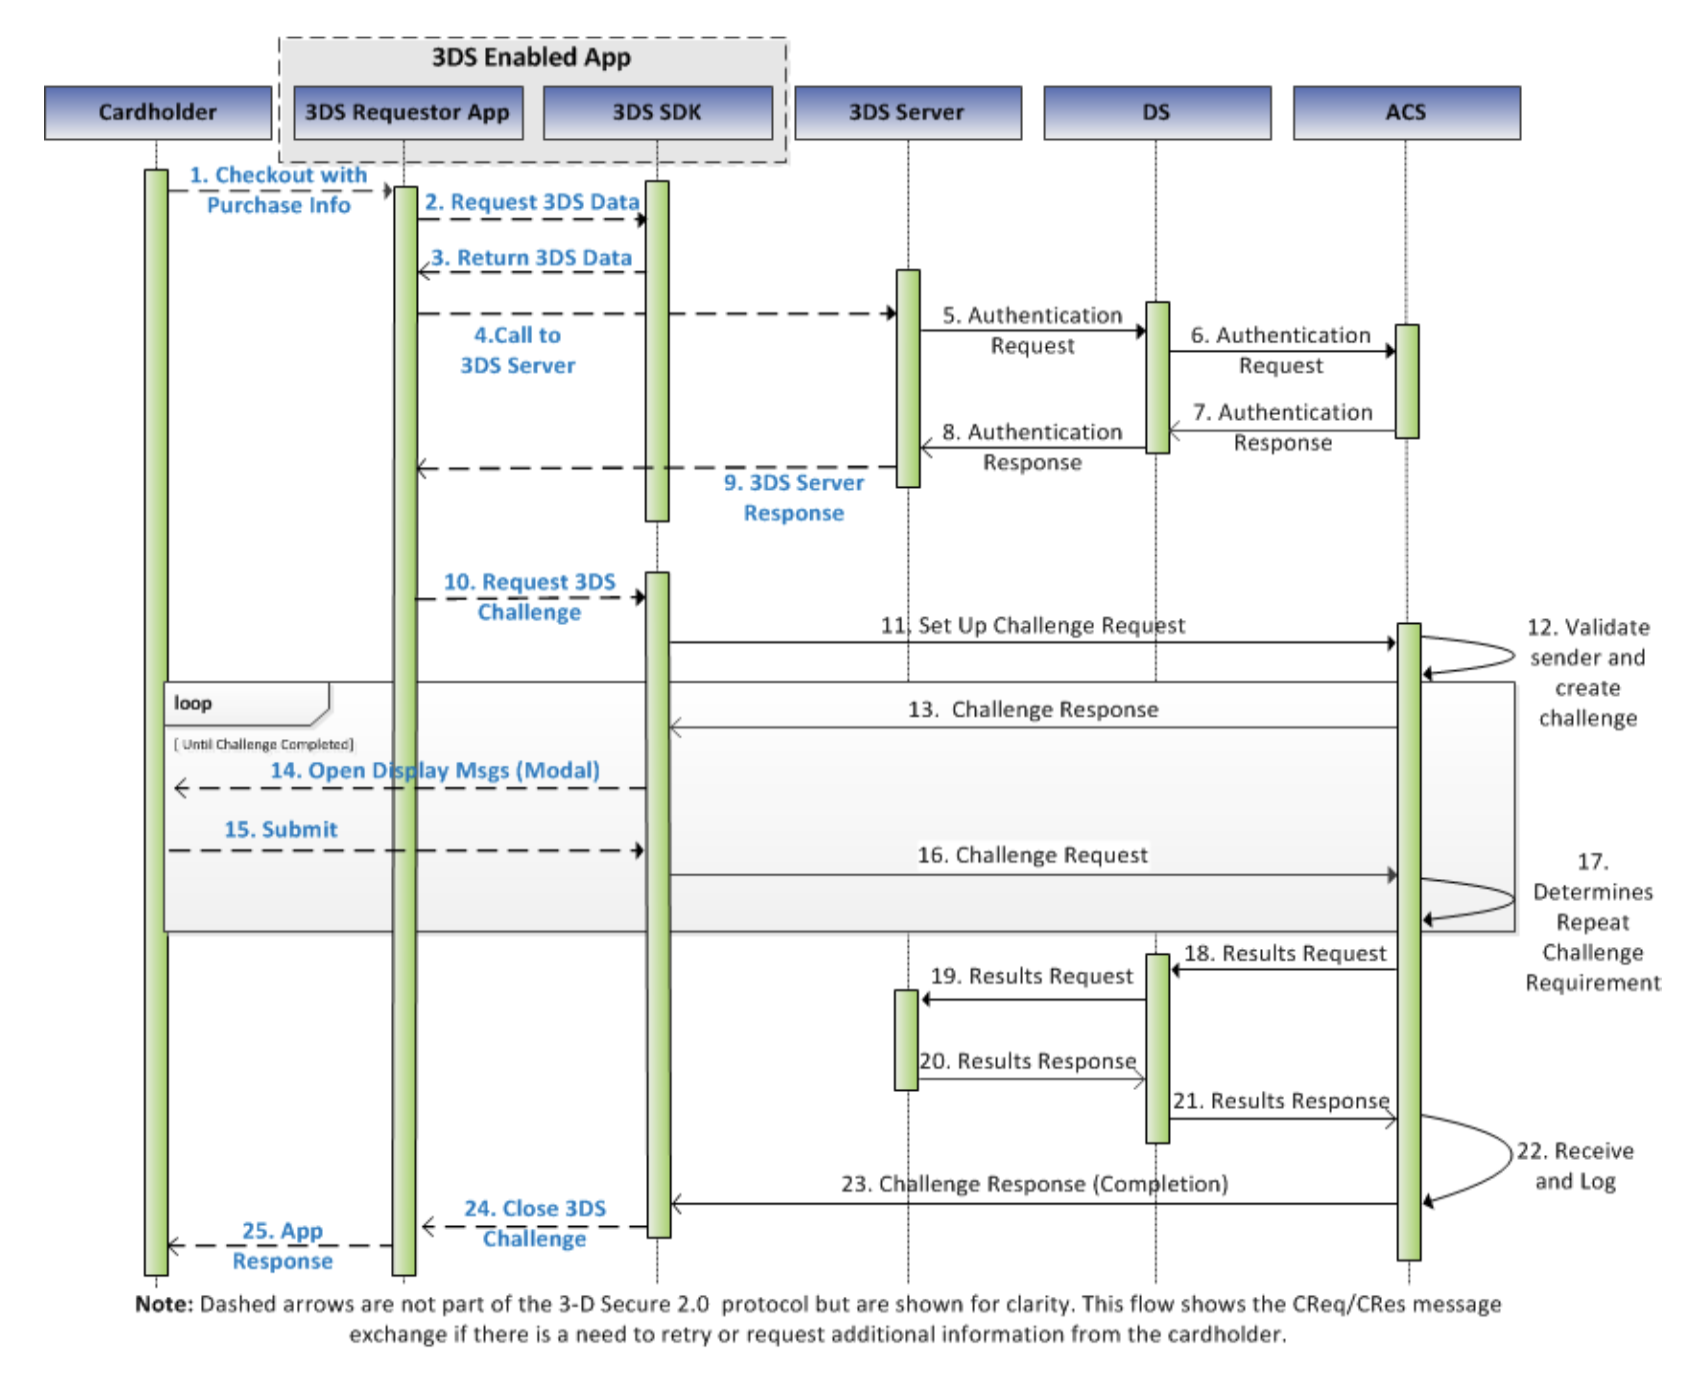 3DS Enabled App
Cardholder
3DS Requestor App
3DS SDK
3DS Server
DS
ACS
1. Checkout with
Purchase Info
2. Request 3DS Data
3. Return 3DS Data
4.Call to
3DS Server
5. Authentication
Request
6. Authentication
Request
7. Authentication
Response
8. Authentication
Response
9. 3DS Server
Response
10. Request 3DS
Challenge
11. Set Up Challenge Request
12. Validate
sender and
create
challenge
loop
[ Until Challenge Completed]
13. Challenge Response
14. Open Display Msgs (Modal)
15. Submit
16. Challenge Request
17.
Determines
Repeat
Challenge
Requirement
18. Results Request
19. Results Request
20. Results Response
21. Results Response
22. Receive
and Log
23. Challenge Response (Completion)
24. Close 3DS
Challenge
25. App
Response
Note: Dashed arrows are not part of the 3-D Secure 2.0 protocol but are shown for clarity. This flow shows the CReq/CRes message
exchange if there is a need to retry or request additional information from the cardholder.